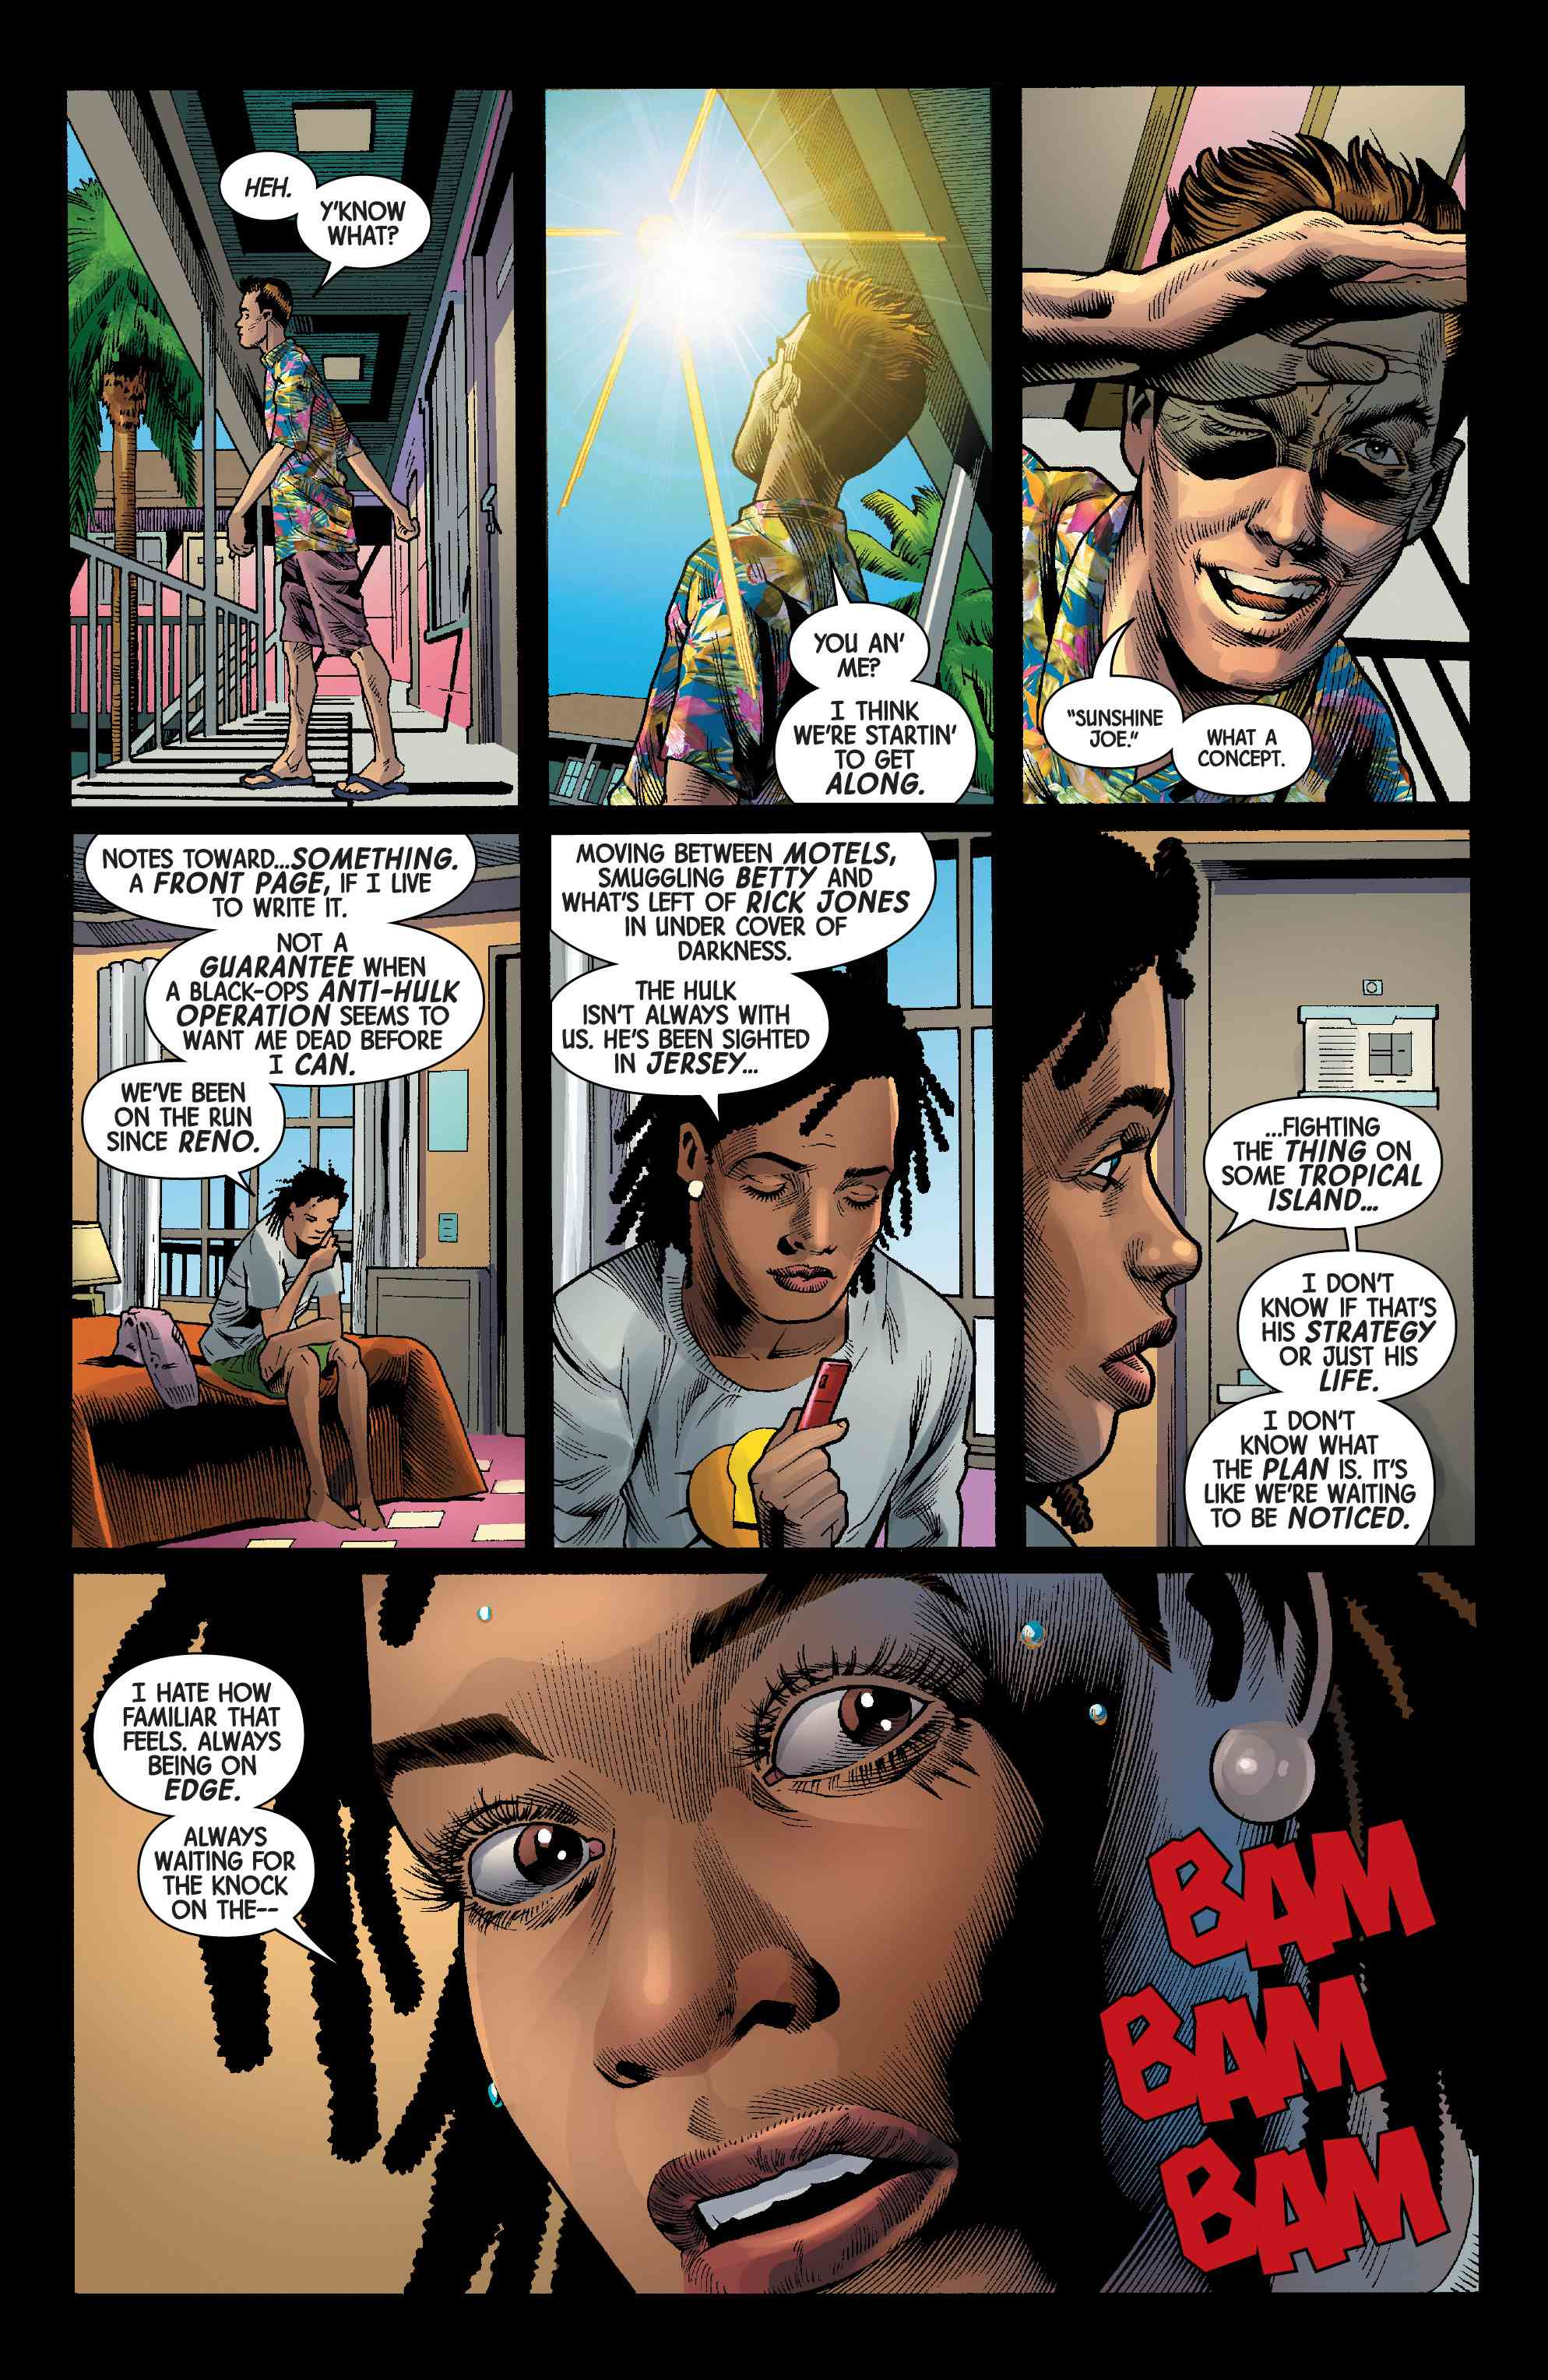 HEH.
Y'KNOW
WHAT?
YOU AN'
ME?
I THINK
WE'RE STARTIN'
TO GET
ALONG.
"SUNSHINE
JOE."
WHAT A
CONCEPT.
NOTES TOWARD...SOMETHING.
A FRONT PAGE, IF I LIVE
TO WRITE IT.
NOT A
GUARANTEE WHEN
A BLACK-OPS ANTI-HULK
OPERATION SEEMS TO
WANT ME DEAD BEFORE
I CAN.
WE'VE BEEN
ON THE RUN
SINCE RENO.
MOVING BETWEEN MOTELS,
SMUGGLING BETTY AND
WHAT'S LEFT OF RICK JONES
IN UNDER COVER OF
DARKNESS.
THE HULK
ISN'T ALWAYS WITH
US. HE'S BEEN SIGHTED
IN JERSEY...
...FIGHTING
THE THING ON
SOME TROPICAL
ISLAND...
I DON'T
KNOW IF THAT'S
HIS STRATEGY
OR JUST HIS
LIFE.
I DON'T
KNOW WHAT
THE PLAN IS. IT'S
LIKE WE'RE WAITING
TO BE NOTICED.
I HATE HOW
FAMILIAR THAT
FEELS. ALWAYS
BEING ON
EDGE.
ALWAYS
WAITING FOR
THE KNOCK
ON THE--
BAM
BAM
BAM